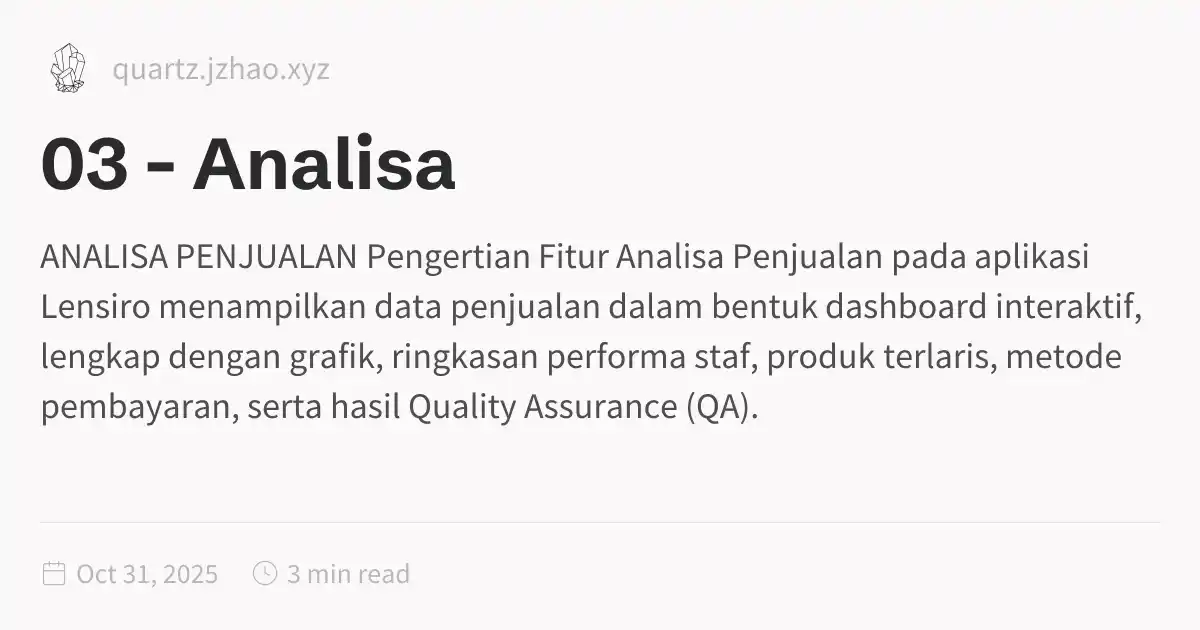 quartz.jzhao.xyz
03 - Analisa
ANALISA PENJUALAN Pengertian Fitur Analisa Penjualan pada aplikasi
Lensiro menampilkan data penjualan dalam bentuk dashboard interaktif,
lengkap dengan grafik, ringkasan performa staf, produk terlaris, metode
pembayaran, serta hasil Quality Assurance (QA).
Oct 31, 2025 3 min read